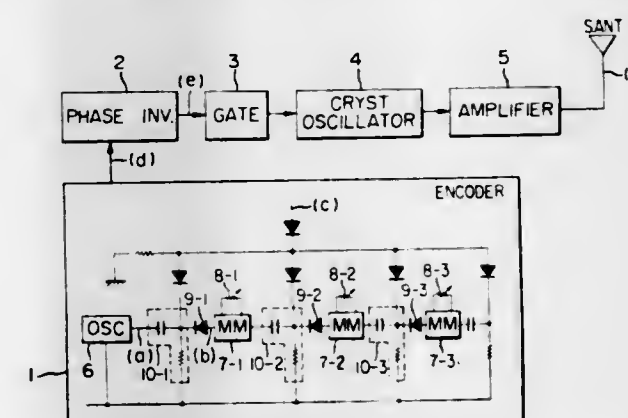 SANT
2 (e) 3 4 5
PHASE INV. GATE CRYST OSCILLATOR AMPLIFIER
(d)
ENCODER
(c)
8-1 8-2 8-3
9-1 9-2 9-3
OSC MM MM MM
(a) (b)
6 10-1 7-1 10-2 7-2 10-3 7-3
1